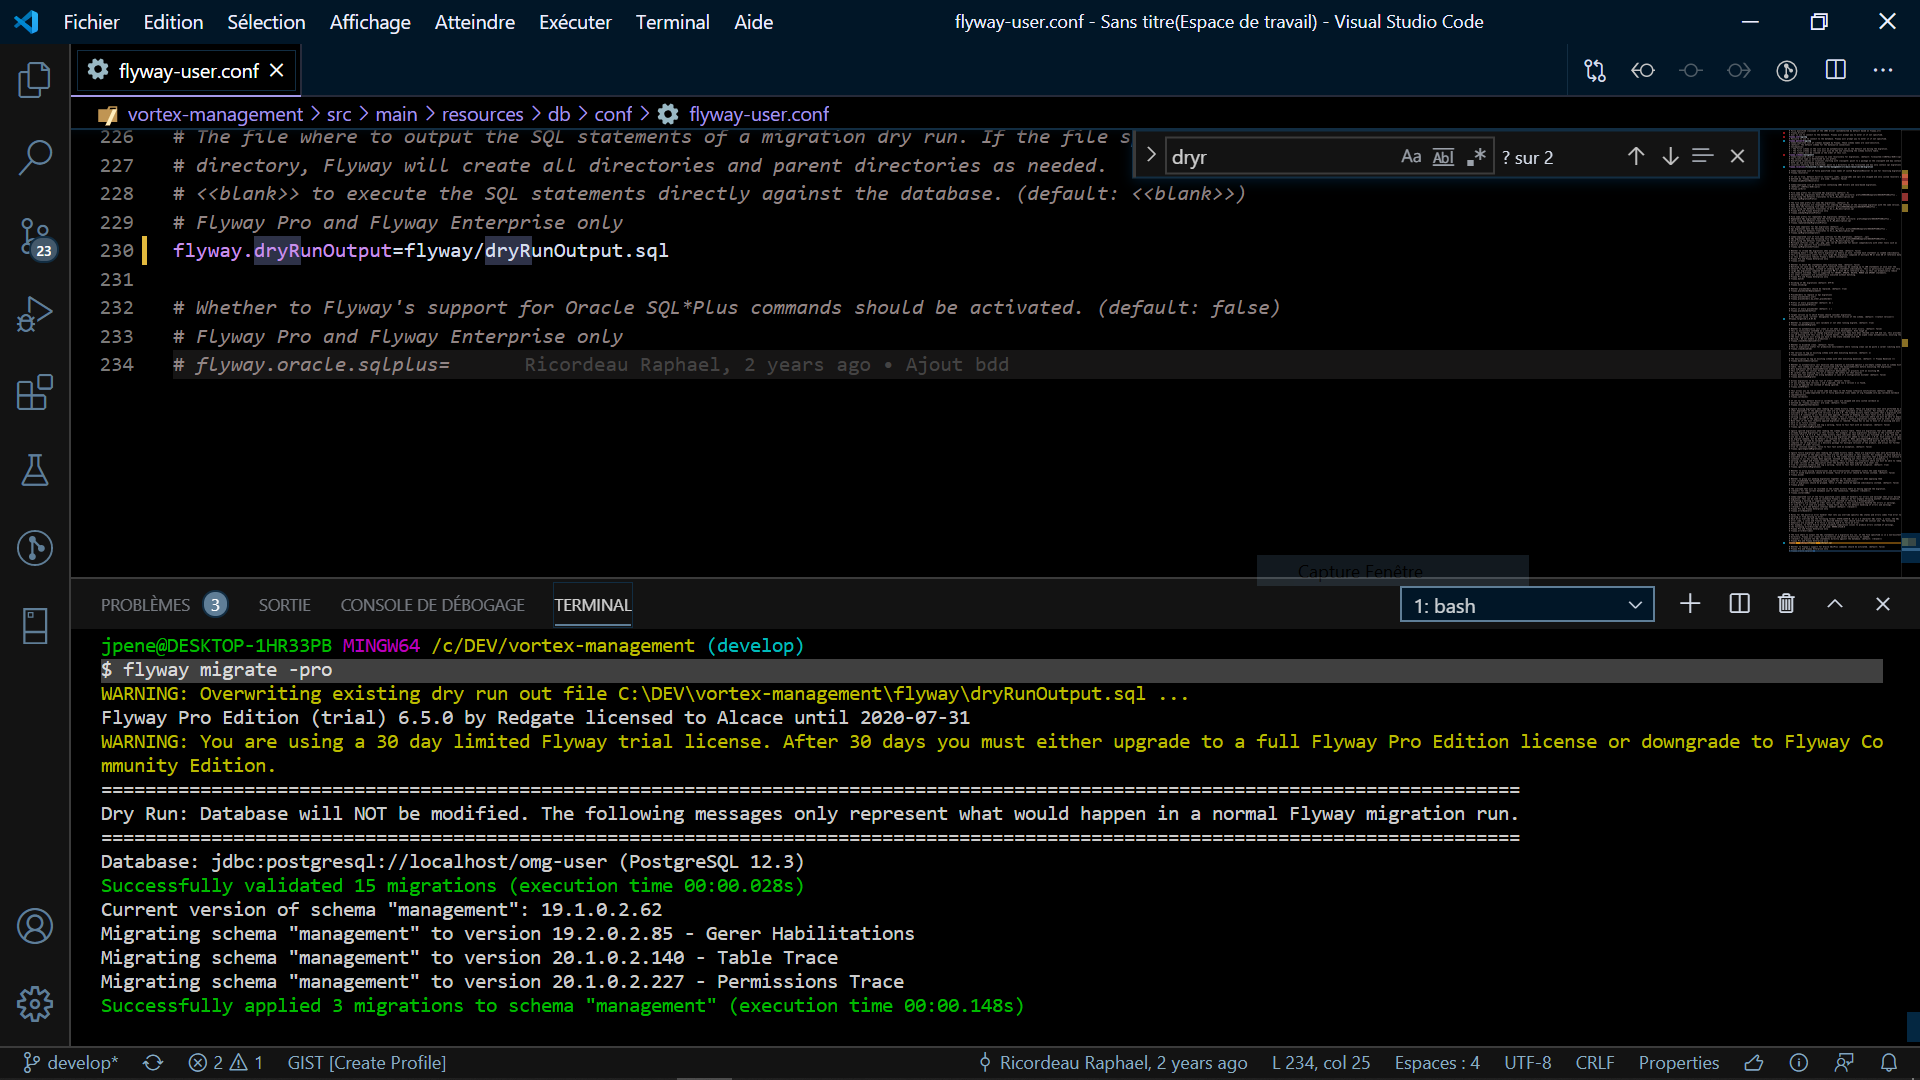 Fichier Edition Sélection Affichage Atteindre Exécuter Terminal Aide flyway-user.conf - Sans titre(Espace de travail) - Visual Studio Code
flyway-user.conf
vortex-management > src > main > resources > db > conf > flyway-user.conf
226 # The file where to output the SQL statements of a migration dry run. If the file s
dryr Aa Abl .* ? sur 2
227 # directory, Flyway will create all directories and parent directories as needed.
228 # <<blank>> to execute the SQL statements directly against the database. (default: <<blank>>)
229 # Flyway Pro and Flyway Enterprise only
230 flyway.dryRunOutput=flyway/dryRunOutput.sql
231
232 # Whether to Flyway's support for Oracle SQL*Plus commands should be activated. (default: false)
233 # Flyway Pro and Flyway Enterprise only
234 # flyway.oracle.sqlplus= Ricordeau Raphael, 2 years ago • Ajout bdd
23
Capture Fenêtre
PROBLÈMES 3 SORTIE CONSOLE DE DÉBOGAGE TERMINAL 1: bash
jpene@DESKTOP-1HR33PB MINGW64 /c/DEV/vortex-management (develop)
$ flyway migrate -pro
WARNING: Overwriting existing dry run out file C:\DEV\vortex-management\flyway\dryRunOutput.sql ...
Flyway Pro Edition (trial) 6.5.0 by Redgate licensed to Alcace until 2020-07-31
WARNING: You are using a 30 day limited Flyway trial license. After 30 days you must either upgrade to a full Flyway Pro Edition license or downgrade to Flyway Co
mmunity Edition.
=================================================================================================================================
Dry Run: Database will NOT be modified. The following messages only represent what would happen in a normal Flyway migration run.
=================================================================================================================================
Database: jdbc:postgresql://localhost/omg-user (PostgreSQL 12.3)
Successfully validated 15 migrations (execution time 00:00.028s)
Current version of schema "management": 19.1.0.2.62
Migrating schema "management" to version 19.2.0.2.85 - Gerer Habilitations
Migrating schema "management" to version 20.1.0.2.140 - Table Trace
Migrating schema "management" to version 20.1.0.2.227 - Permissions Trace
Successfully applied 3 migrations to schema "management" (execution time 00:00.148s)
develop* 2 1 GIST [Create Profile] Ricordeau Raphael, 2 years ago L 234, col 25 Espaces : 4 UTF-8 CRLF Properties